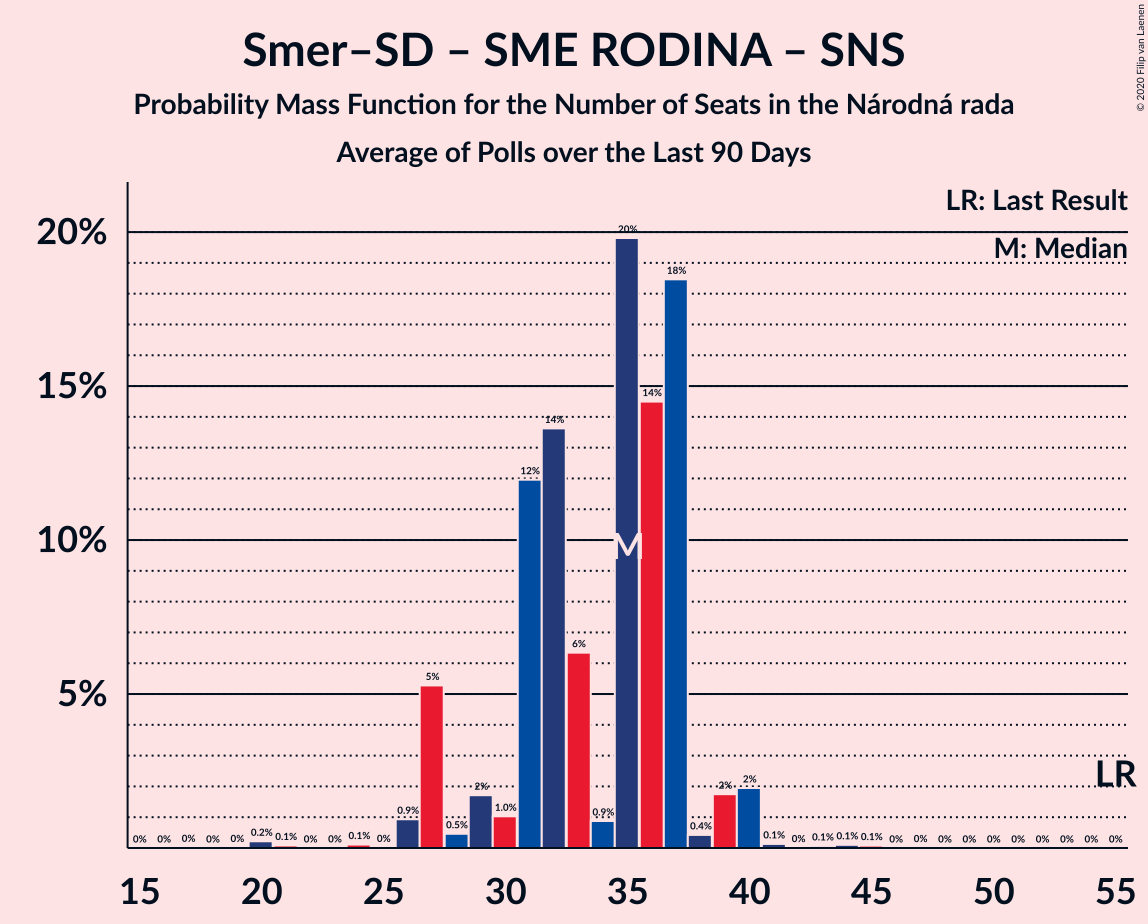 Smer–SD – SME RODINA – SNS
Probability Mass Function for the Number of Seats in the Národná rada
Average of Polls over the Last 90 Days
© 2020 Filip van Laenen
LR: Last Result
M: Median
20%
15%
10%
5%
0% 0% 0% 0% 0% 0.2% 0.1% 0% 0% 0.1% 0% 0.9% 5% 0.5% 2% 1.0% 12% 14% 6% 0.9% 20% 14% 18% 0.4% 2% 2% 0.1% 0% 0.1% 0.1% 0.1% 0% 0% 0% 0% 0% 0% 0% 0% 0% 0%
M
LR
15 20 25 30 35 40 45 50 55